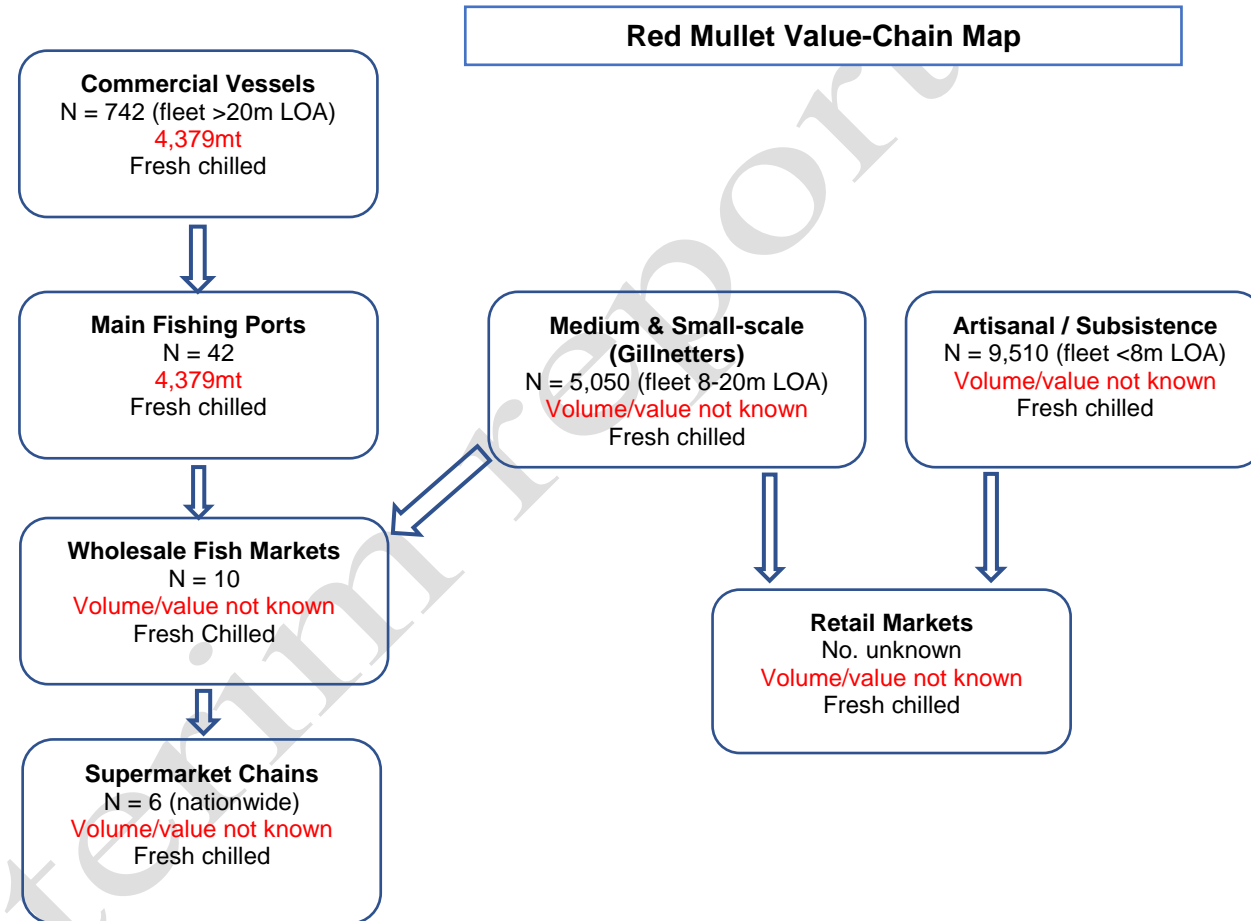 Red Mullet Value-Chain Map
Commercial Vessels
N = 742 (fleet >20m LOA)
4,379mt
Fresh chilled
Main Fishing Ports
N = 42
4,379mt
Fresh chilled
Medium & Small-scale
(Gillnetters)
N = 5,050 (fleet 8-20m LOA)
Volume/value not known
Fresh chilled
Artisanal / Subsistence
N = 9,510 (fleet <8m LOA)
Volume/value not known
Fresh chilled
Wholesale Fish Markets
N = 10
Volume/value not known
Fresh Chilled
Retail Markets
No. unknown
Volume/value not known
Fresh chilled
Supermarket Chains
N = 6 (nationwide)
Volume/value not known
Fresh chilled
terim report